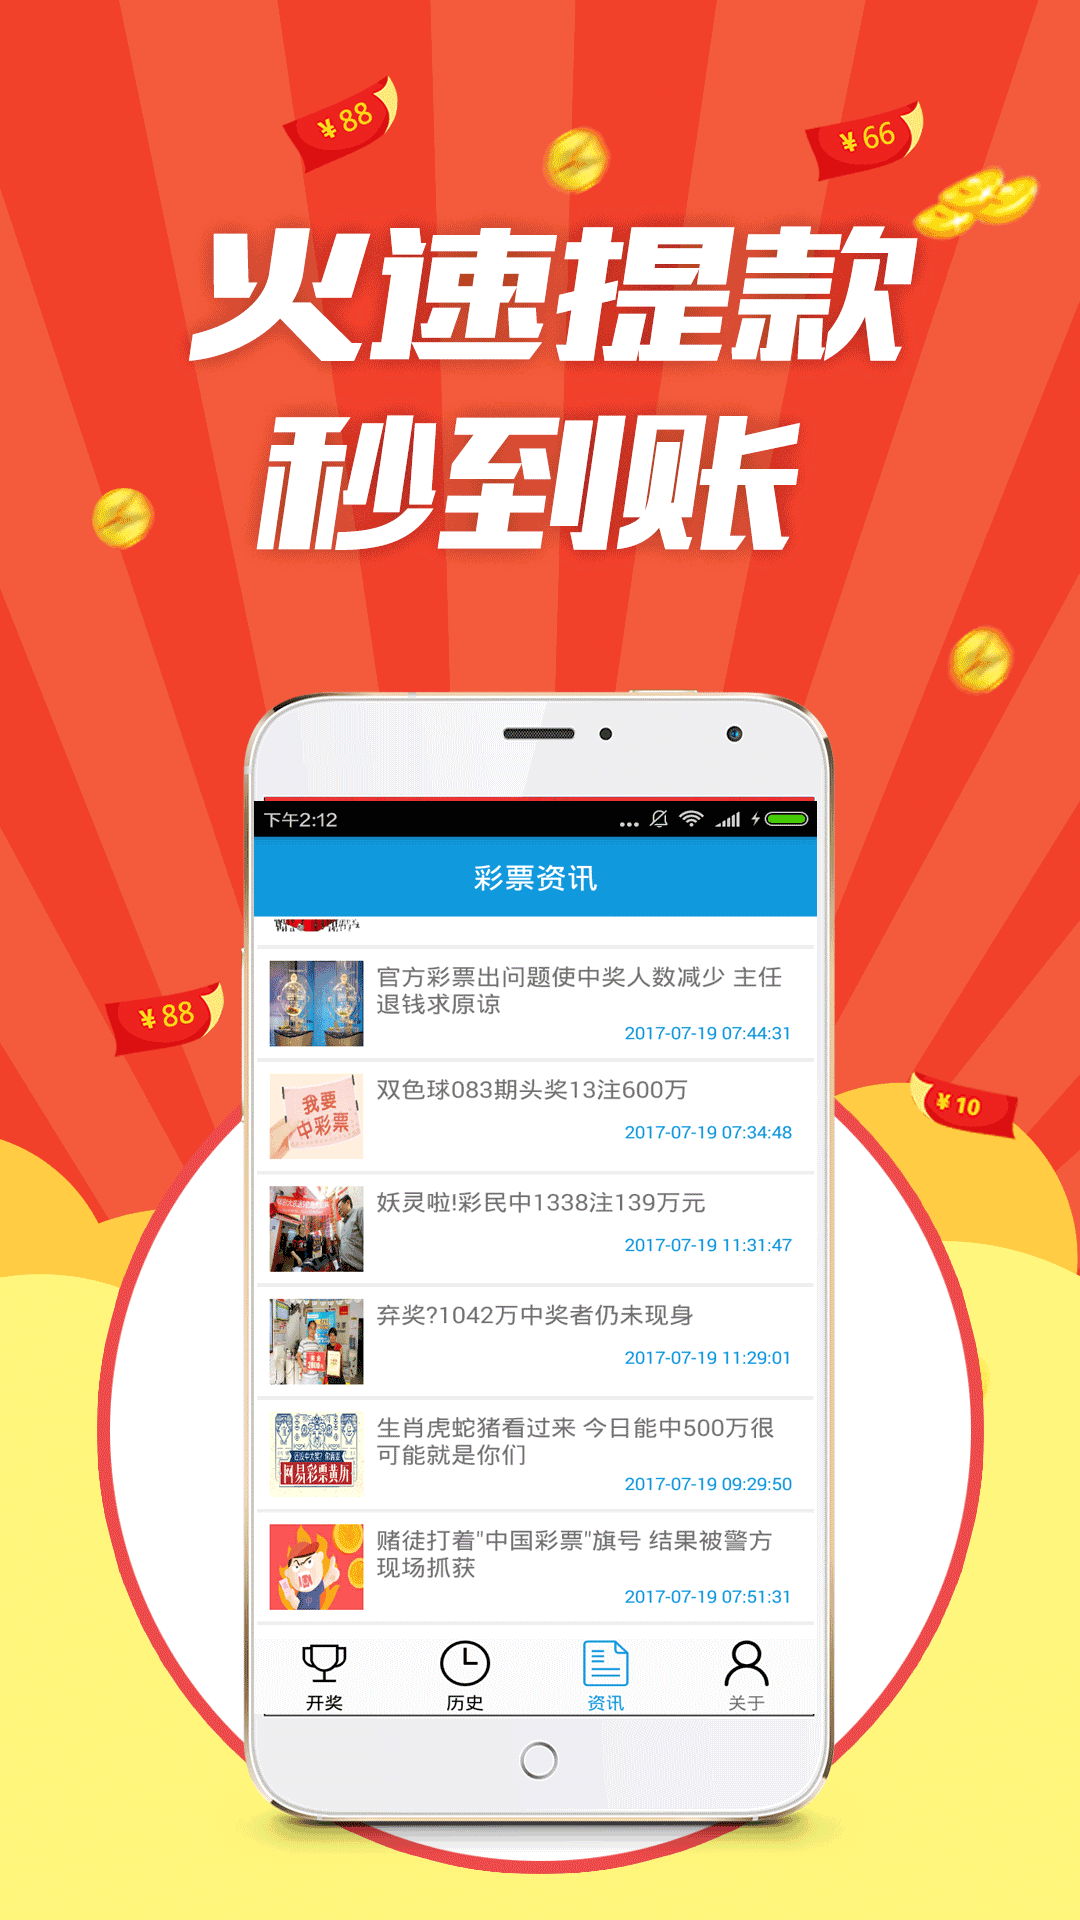 ¥88
¥66
火速提款
秒到账
下午2:12
彩票资讯
官方彩票出问题使中奖人数减少 主任
退钱求原谅
2017-07-19 07:44:31
我要
中彩票
双色球083期头奖13注600万
2017-07-19 07:34:48
妖灵啦!彩民中1338注139万元
2017-07-19 11:31:47
弃奖?1042万中奖者仍未现身
2017-07-19 11:29:01
网易彩票黄历
生肖虎蛇猪看过来 今日能中500万很
可能就是你们
2017-07-19 09:29:50
赌徒打着"中国彩票"旗号 结果被警方
现场抓获
2017-07-19 07:51:31
开奖
历史
资讯
关于
¥88
¥10